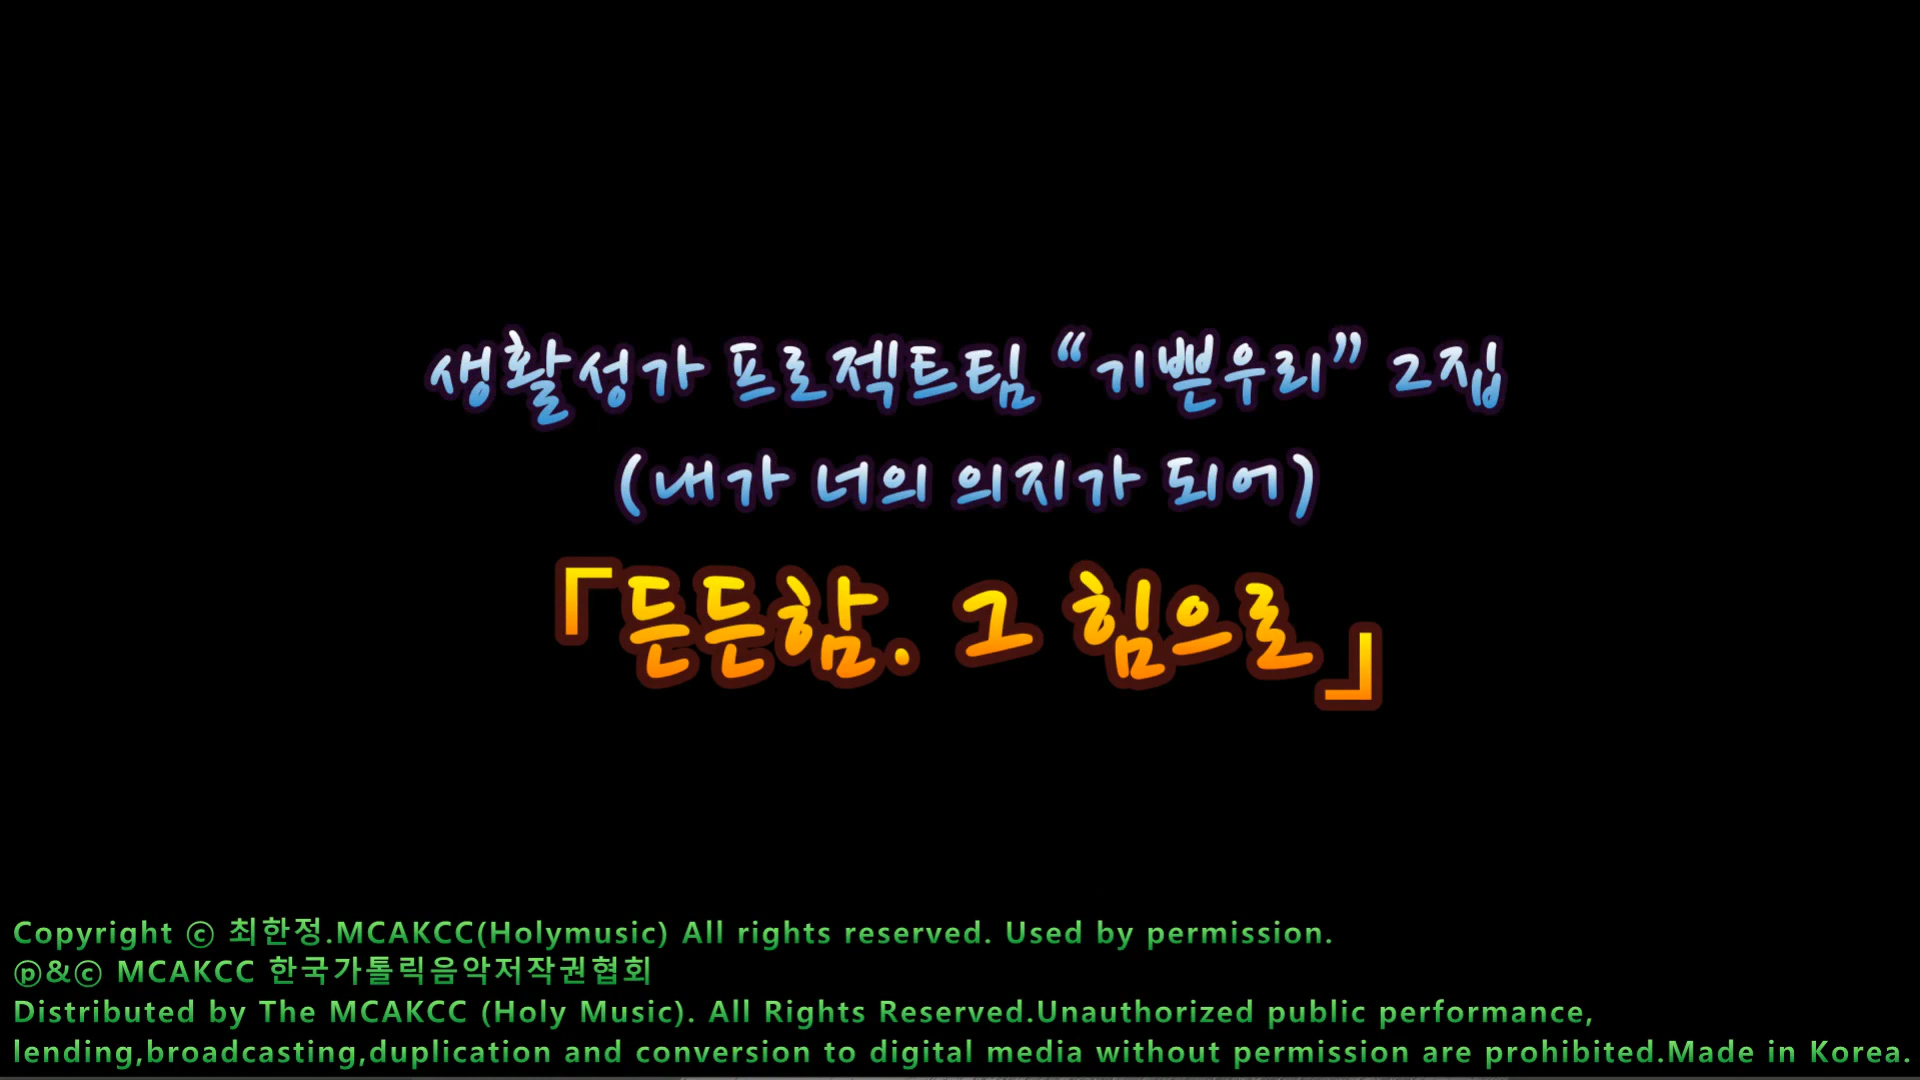 생활성가 프로젝트팀 “기쁜우리” 2집
(내가 너의 의지가 되어)
「든든함. 그 힘으로」
Copyright ⓒ 최한정.MCAKCC(Holymusic) All rights reserved. Used by permission.
ⓟ&ⓒ MCAKCC 한국가톨릭음악저작권협회
Distributed by The MCAKCC (Holy Music). All Rights Reserved.Unauthorized public performance,
lending,broadcasting,duplication and conversion to digital media without permission are prohibited.Made in Korea.